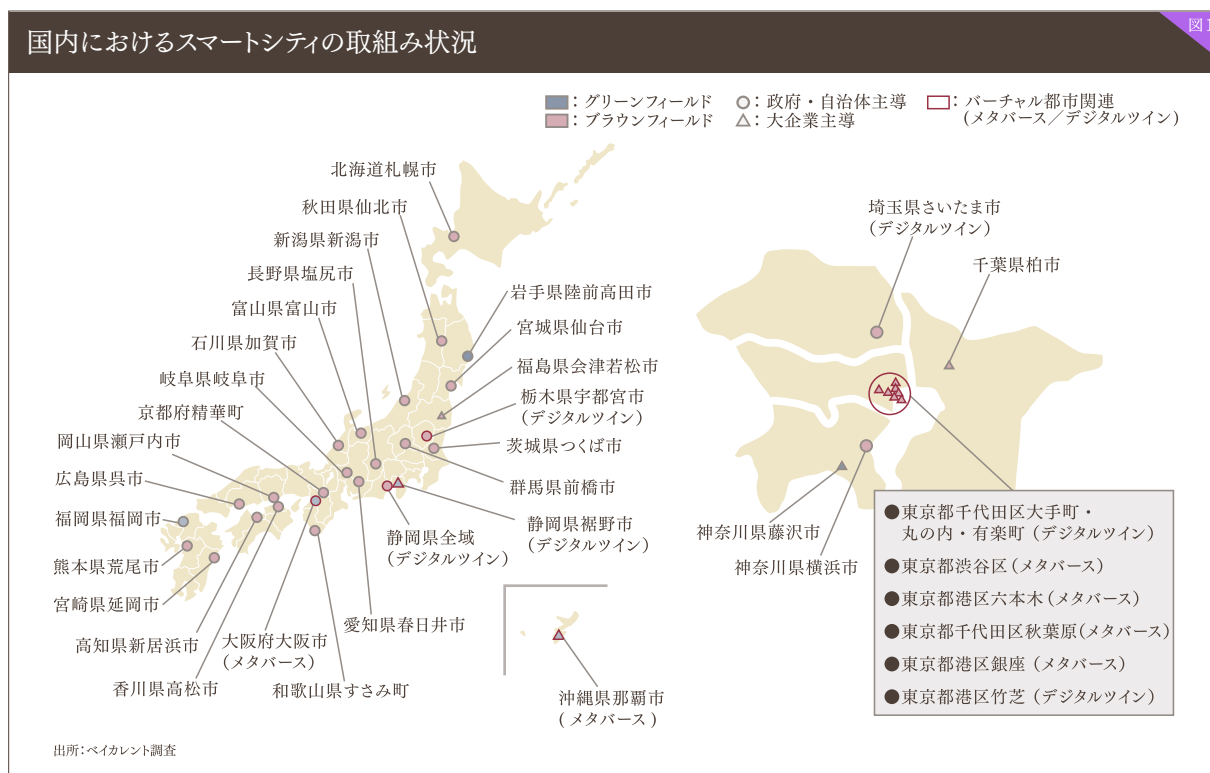 国内におけるスマートシティの取組み状況
図1
：グリーンフィールド
：ブラウンフィールド
：政府・自治体主導
：大企業主導
：バーチャル都市関連
(メタバース／デジタルツイン)
北海道札幌市
秋田県仙北市
新潟県新潟市
長野県塩尻市
富山県富山市
石川県加賀市
岐阜県岐阜市
京都府精華町
岡山県瀬戸内市
広島県呉市
福岡県福岡市
熊本県荒尾市
宮崎県延岡市
高知県新居浜市
香川県高松市
大阪府大阪市
(メタバース)
和歌山県すさみ町
愛知県春日井市
静岡県全域
(デジタルツイン)
岩手県陸前高田市
宮城県仙台市
福島県会津若松市
栃木県宇都宮市
(デジタルツイン)
茨城県つくば市
群馬県前橋市
静岡県裾野市
(デジタルツイン)
沖縄県那覇市
(メタバース)
埼玉県さいたま市
(デジタルツイン)
千葉県柏市
神奈川県藤沢市
神奈川県横浜市
●東京都千代田区大手町・
丸の内・有楽町(デジタルツイン)
●東京都渋谷区(メタバース)
●東京都港区六本木(メタバース)
●東京都千代田区秋葉原(メタバース)
●東京都港区銀座(メタバース)
●東京都港区竹芝(デジタルツイン)
出所：ベイカレント調査